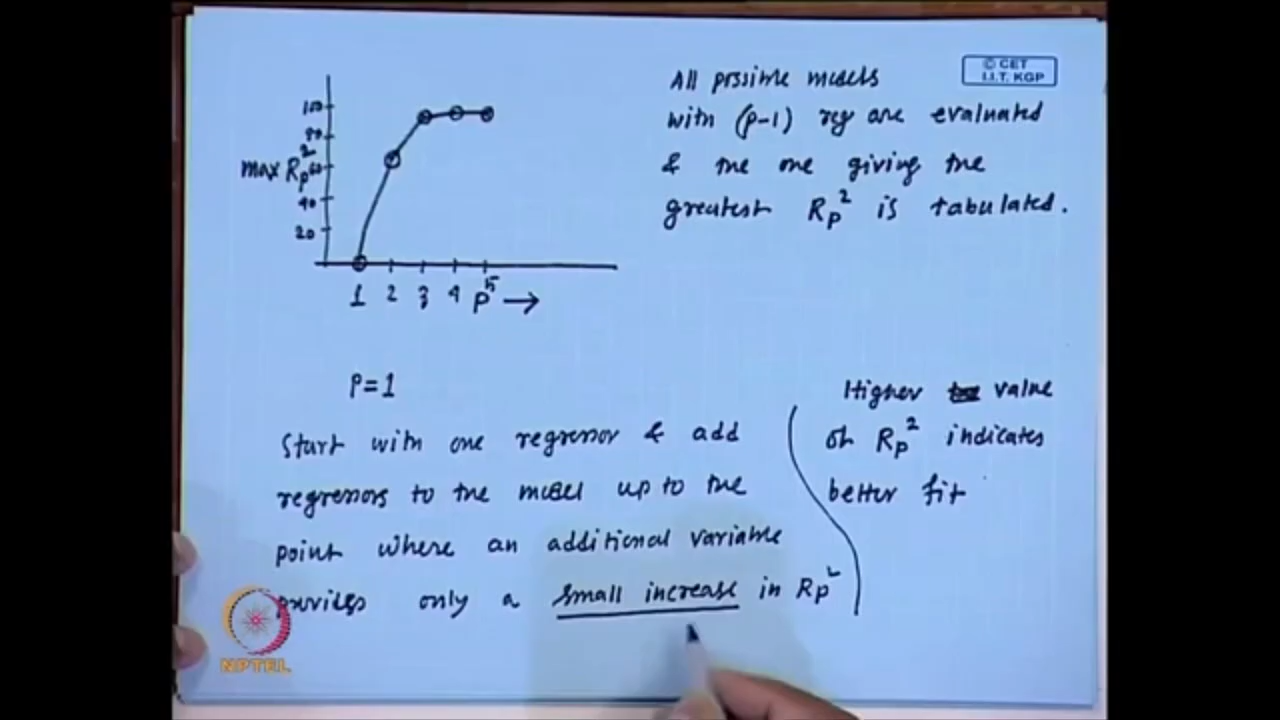 © CET
I.I.T. KGP
All possible models
with (p-1) reg are evaluated
& the one giving the
greatest Rp² is tabulated.
100
80
max Rp² 60
40
20
1 2 3 4 5
P →
P=1
Start with one regressor & add
regressors to the model up to the
point where an additional variable
provides only a small increase in Rp²
Higher value
of Rp² indicates
better fit
NPTEL